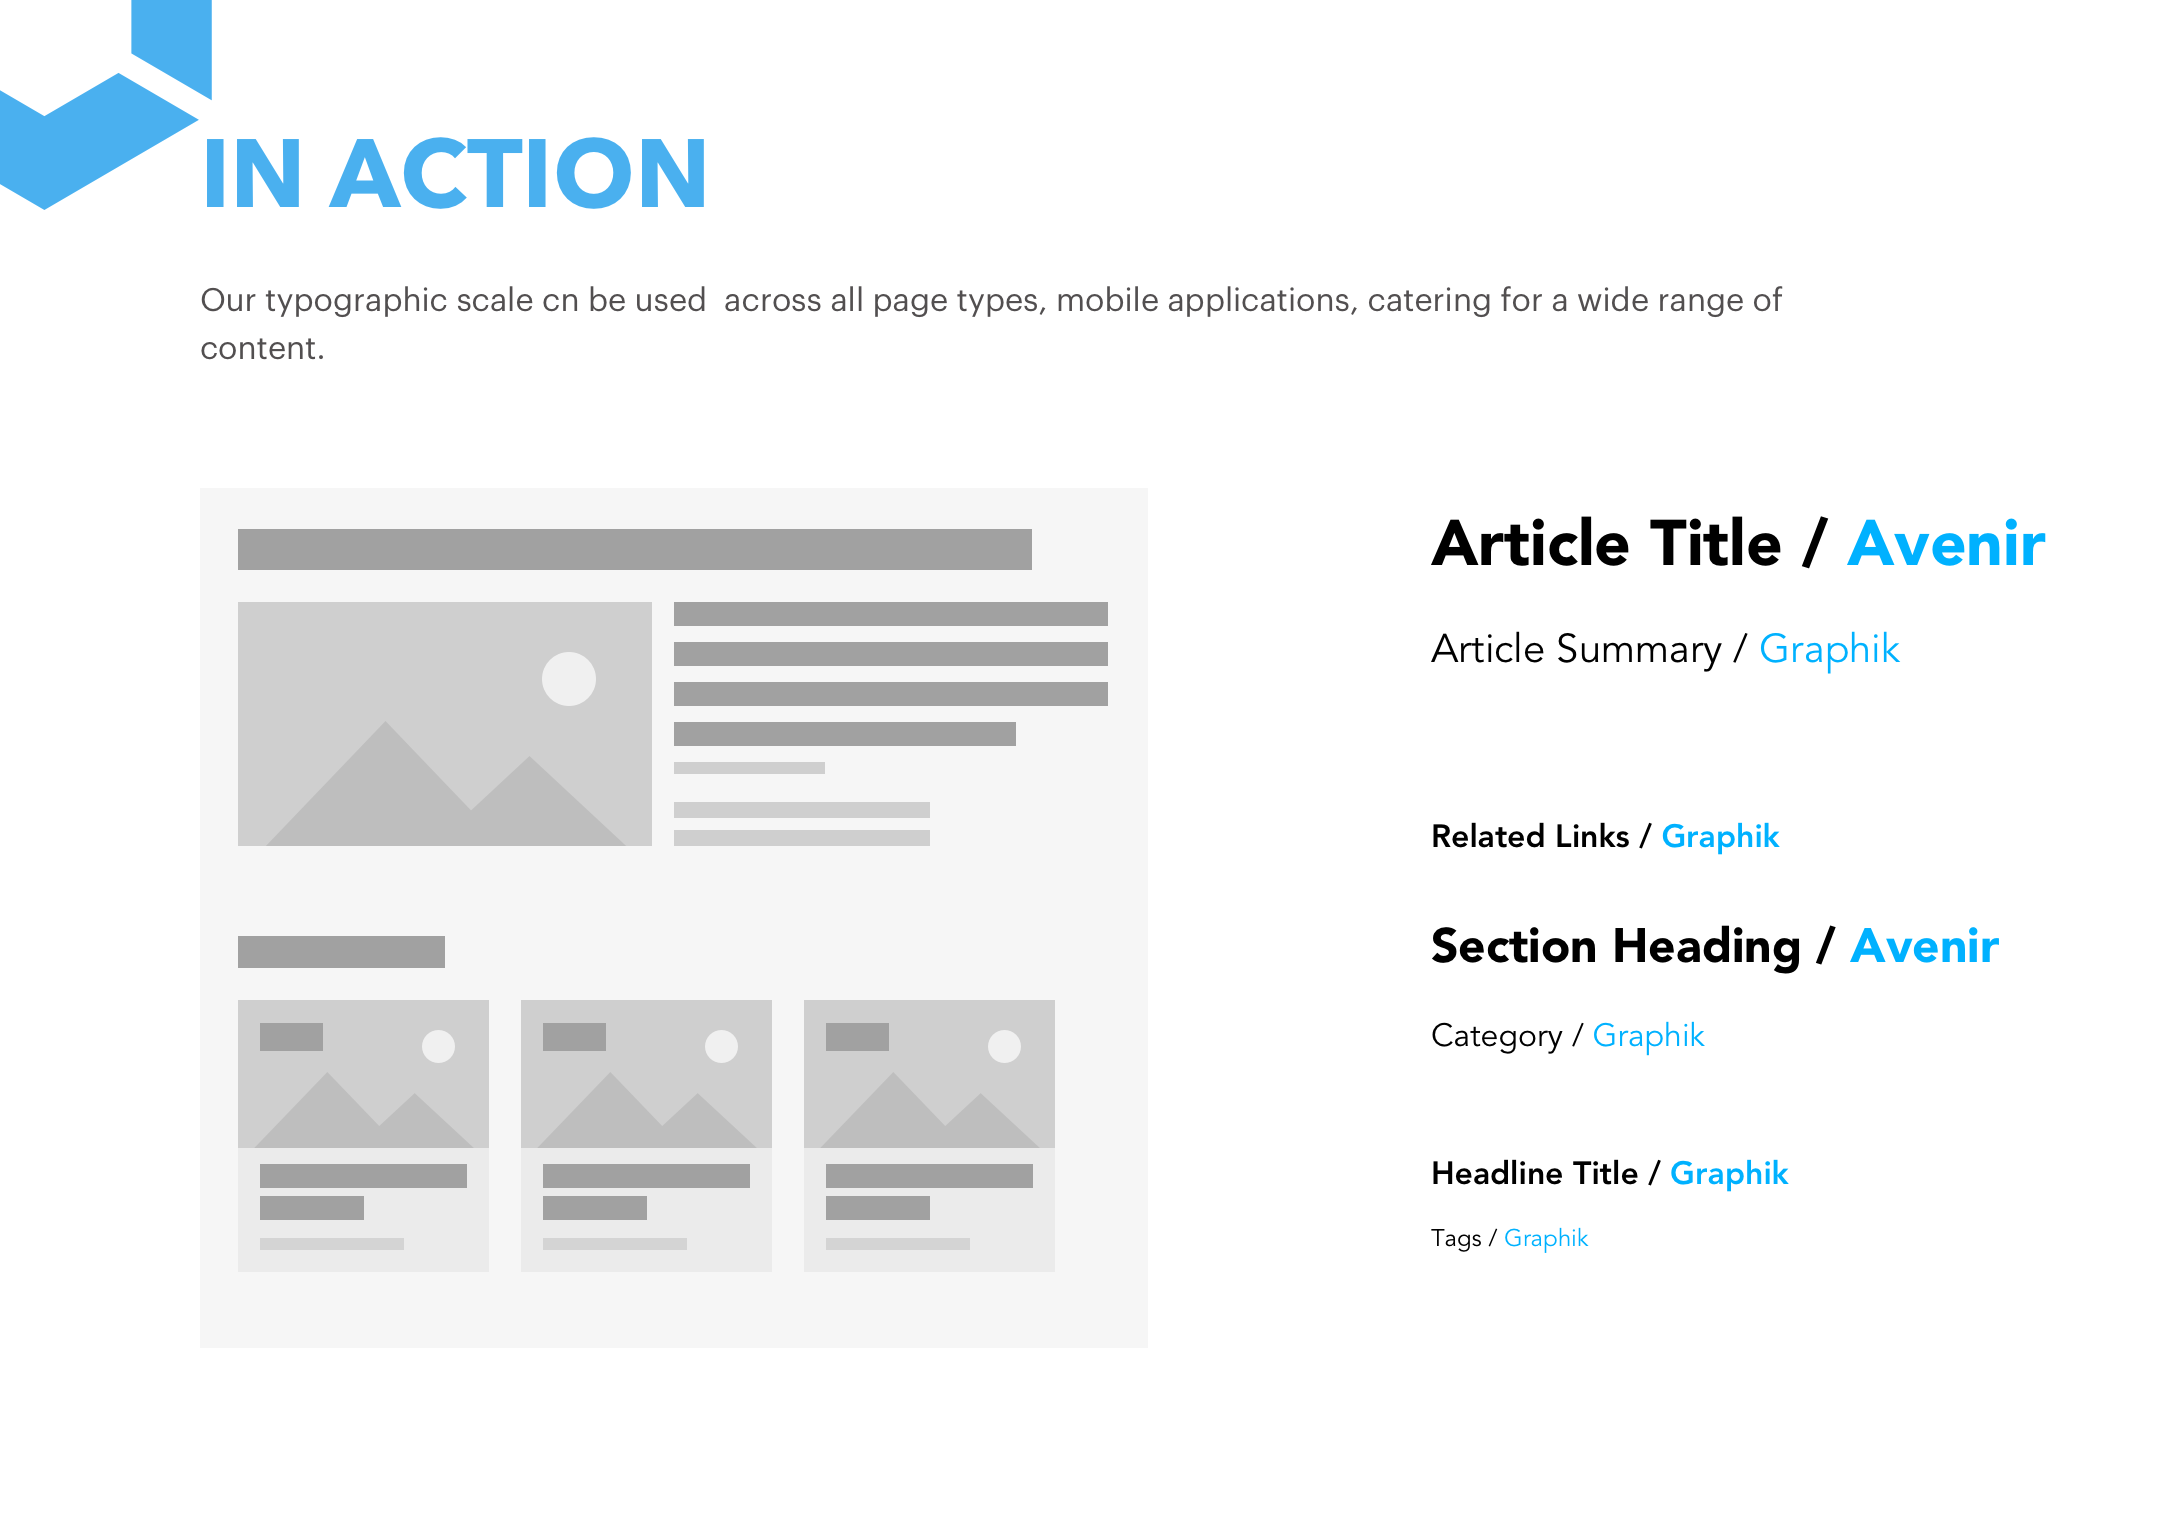 IN ACTION
Our typographic scale cn be used  across all page types, mobile applications, catering for a wide range of
content.
Article Title / Avenir
Article Summary / Graphik
Related Links / Graphik
Section Heading / Avenir
Category / Graphik
Headline Title / Graphik
Tags / Graphik